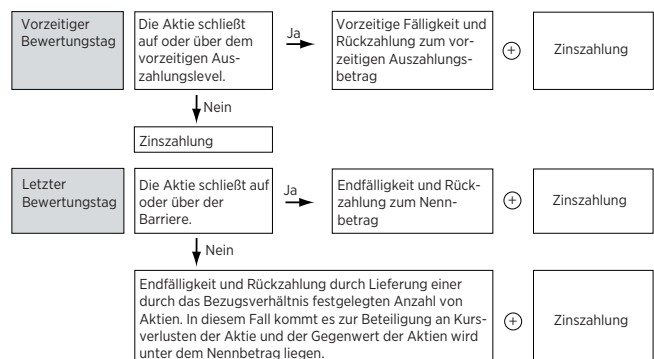 Vorzeitiger
Bewertungstag
Die Aktie schließt
auf oder über dem
vorzeitigen Aus-
zahlungslevel.
Ja
Vorzeitige Fälligkeit und
Rückzahlung zum vor-
zeitigen Auszahlungs-
betrag
+
Zinszahlung
Nein
Zinszahlung
Letzter
Bewertungstag
Die Aktie schließt auf
oder über der
Barriere.
Ja
Endfälligkeit und Rück-
zahlung zum Nenn-
betrag
+
Zinszahlung
Nein
Endfälligkeit und Rückzahlung durch Lieferung einer
durch das Bezugsverhältnis festgelegten Anzahl von
Aktien. In diesem Fall kommt es zur Beteiligung an Kurs-
verlusten der Aktie und der Gegenwert der Aktien wird
unter dem Nennbetrag liegen.
+
Zinszahlung